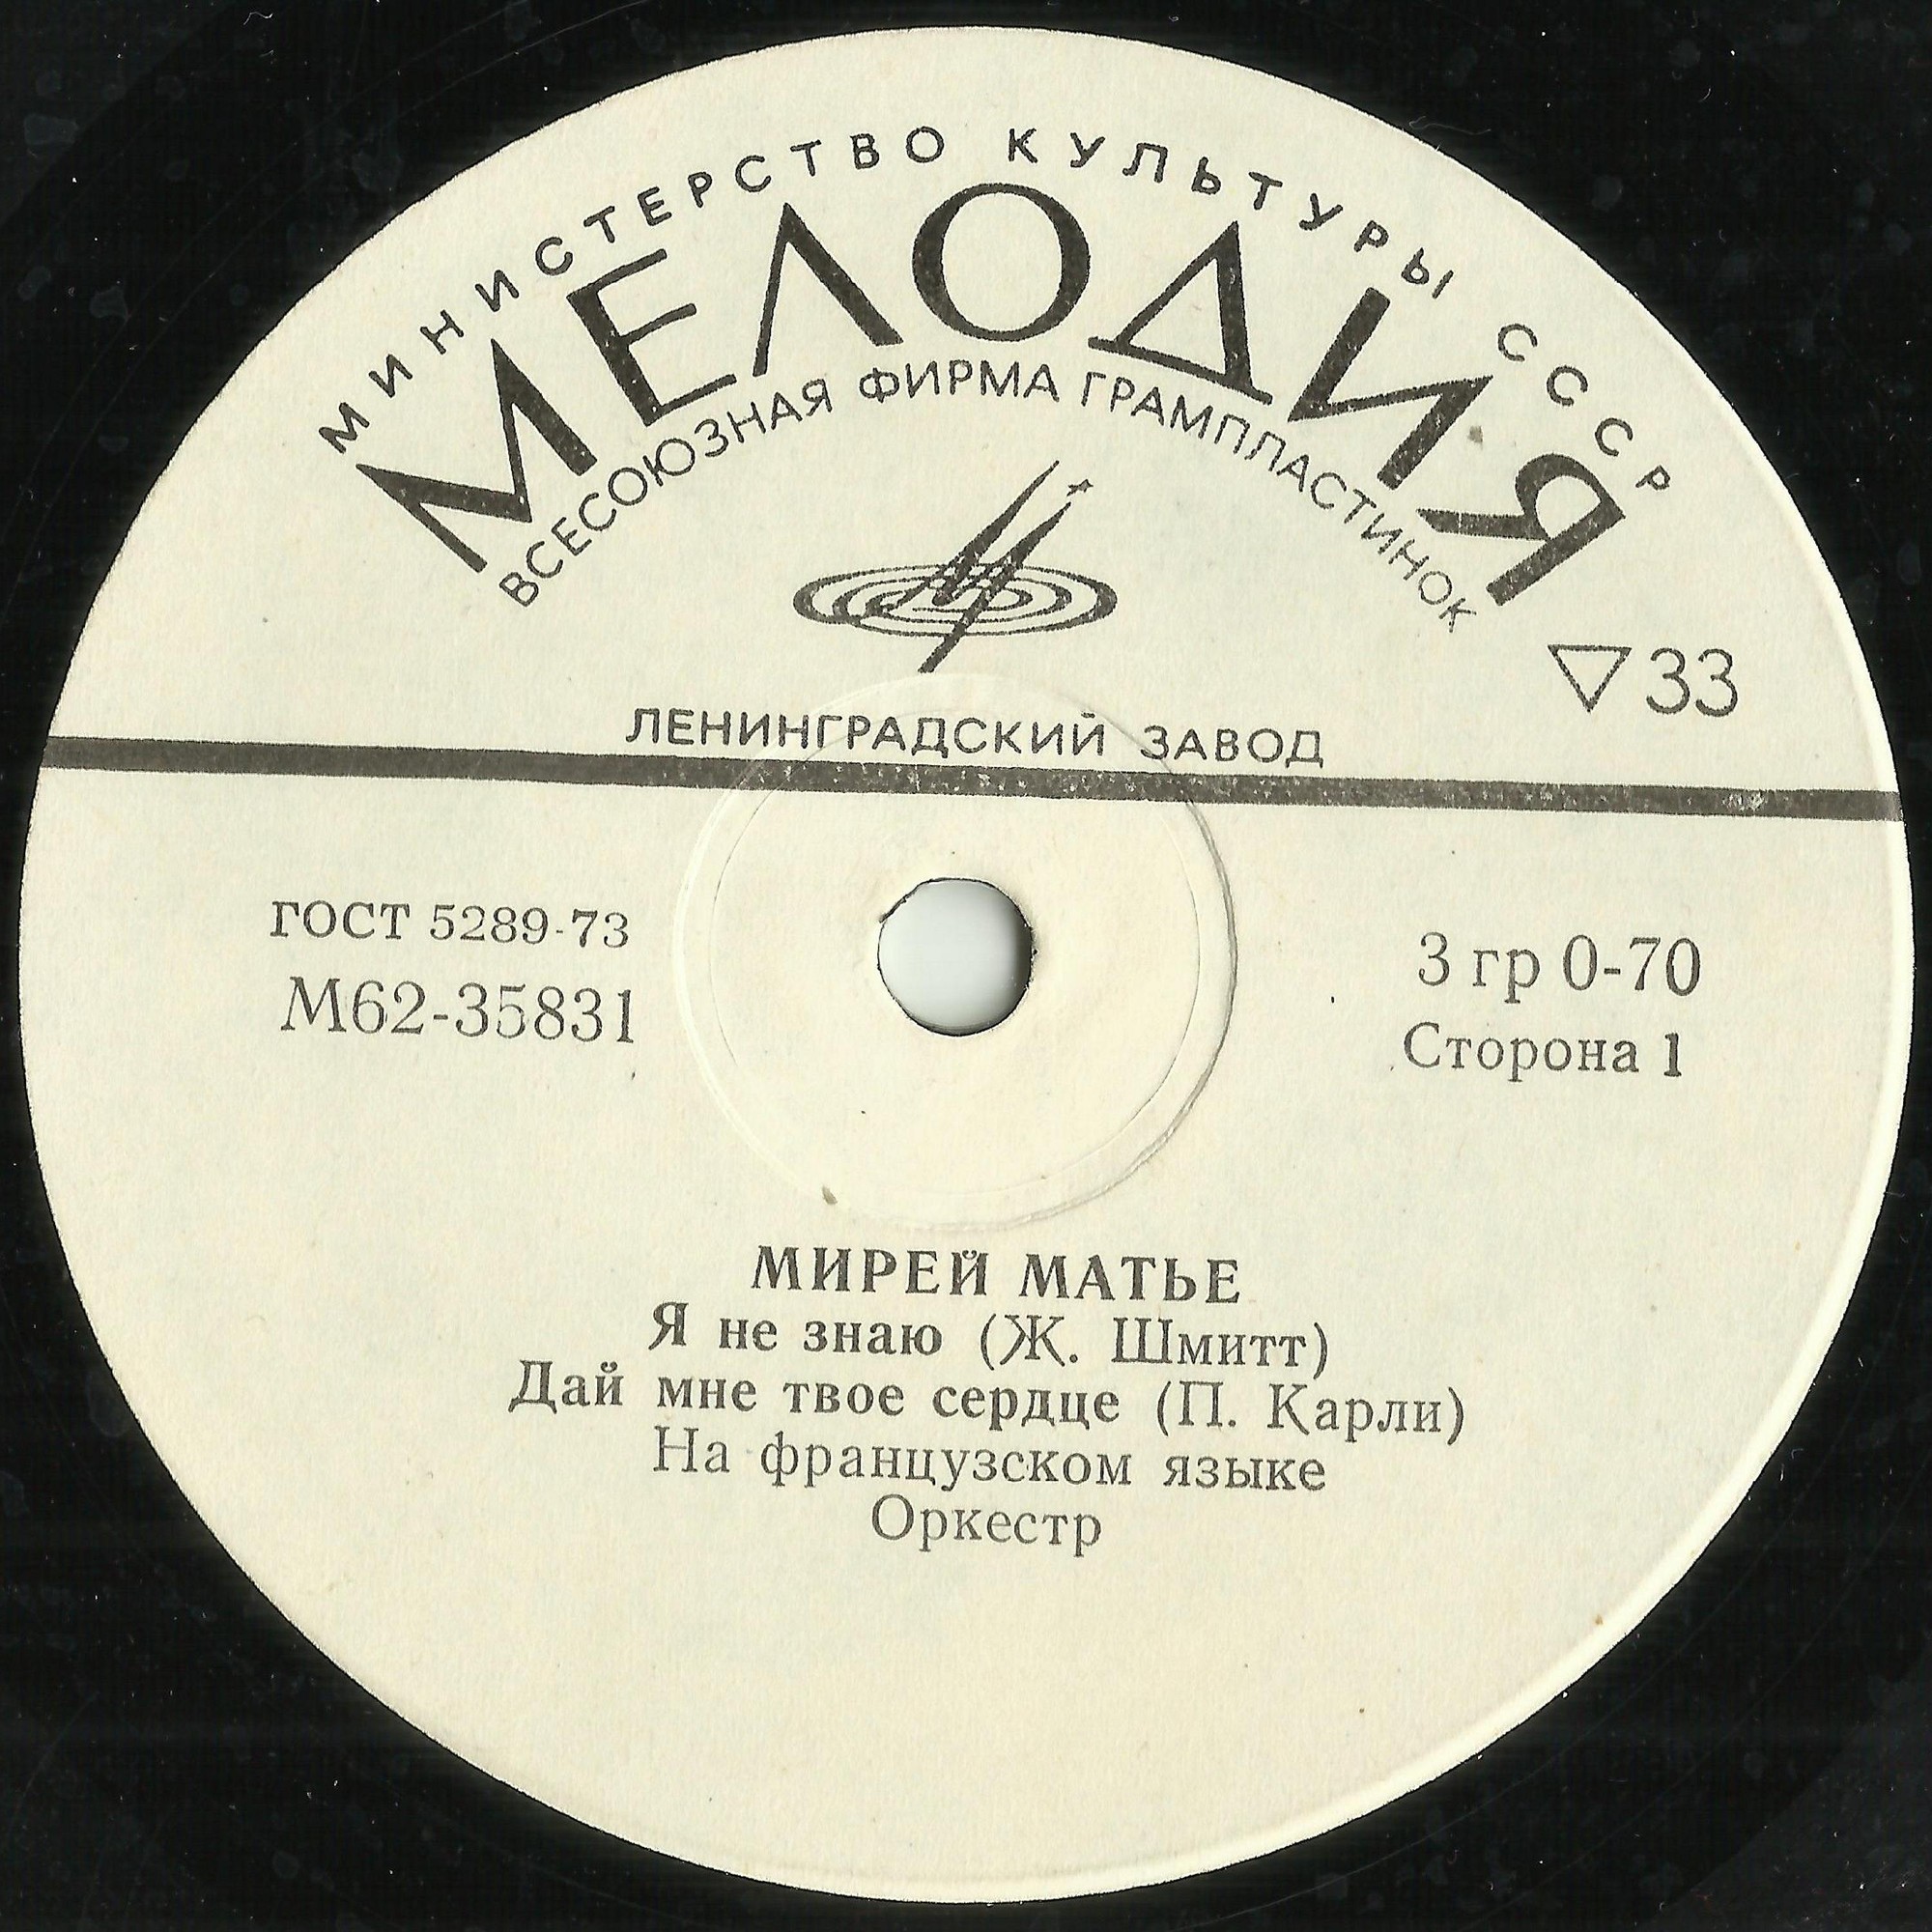 МИНИСТЕРСТВО КУЛЬТУРЫ СССР
МЕЛОДИЯ
ВСЕСОЮЗНАЯ ФИРМА ГРАМПЛАСТИНОК
33
ЛЕНИНГРАДСКИЙ ЗАВОД
ГОСТ 5289-73
М62-35831
3 гр 0-70
Сторона 1
МИРЕЙ МАТЬЕ
Я не знаю (Ж. Шмитт)
Дай мне твое сердце (П. Карли)
На французском языке
Оркестр